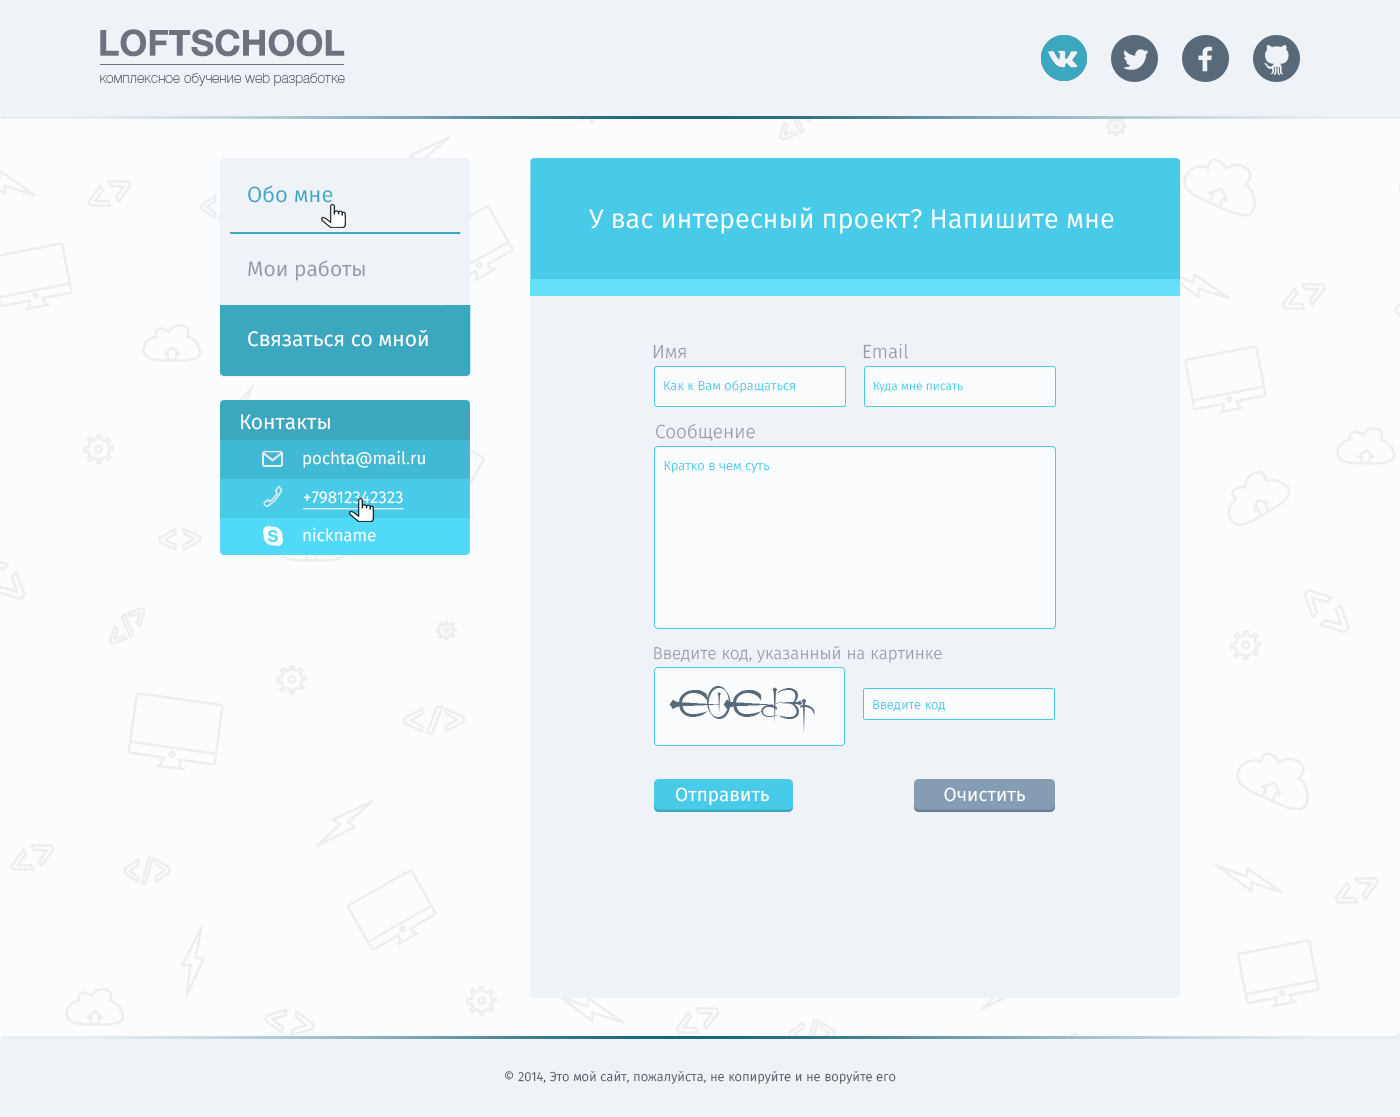 LOFTSCHOOL
комплексное обучение web разработке
Обо мне
Мои работы
Связаться со мной
Контакты
pochta@mail.ru
+79812342323
nickname
У вас интересный проект? Напишите мне
Имя
Email
Как к Вам обращаться
Куда мне писать
Сообщение
Кратко в чем суть
Введите код, указанный на картинке
Введите код
Отправить
Очистить
© 2014, Это мой сайт, пожалуйста, не копируйте и не воруйте его